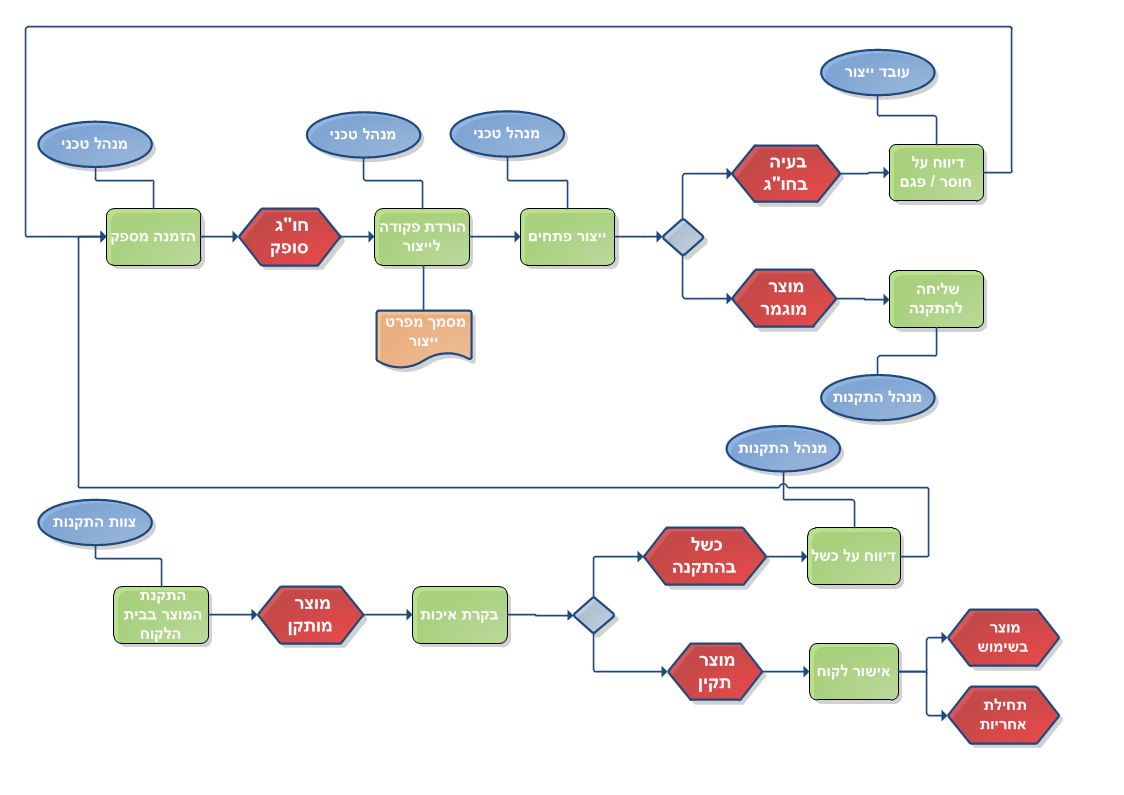 עובד ייצור
מנהל טכני
מנהל טכני
מנהל טכני
בעיה
בחו"ג
דיווח על
חוסר / פגם
הזמנה מספק
חו"ג
סופק
הורדת פקודה
לייצור
ייצור פתחים
מוצר
מוגמר
שליחה
להתקנה
מסמך מפרט
ייצור
מנהל התקנות
מנהל התקנות
צוות התקנות
כשל
בהתקנה
דיווח על כשל
התקנת
המוצר בבית
הלקוח
מוצר
מותקן
בקרת איכות
מוצר
תקין
אישור לקוח
מוצר
בשימוש
תחילת
אחריות